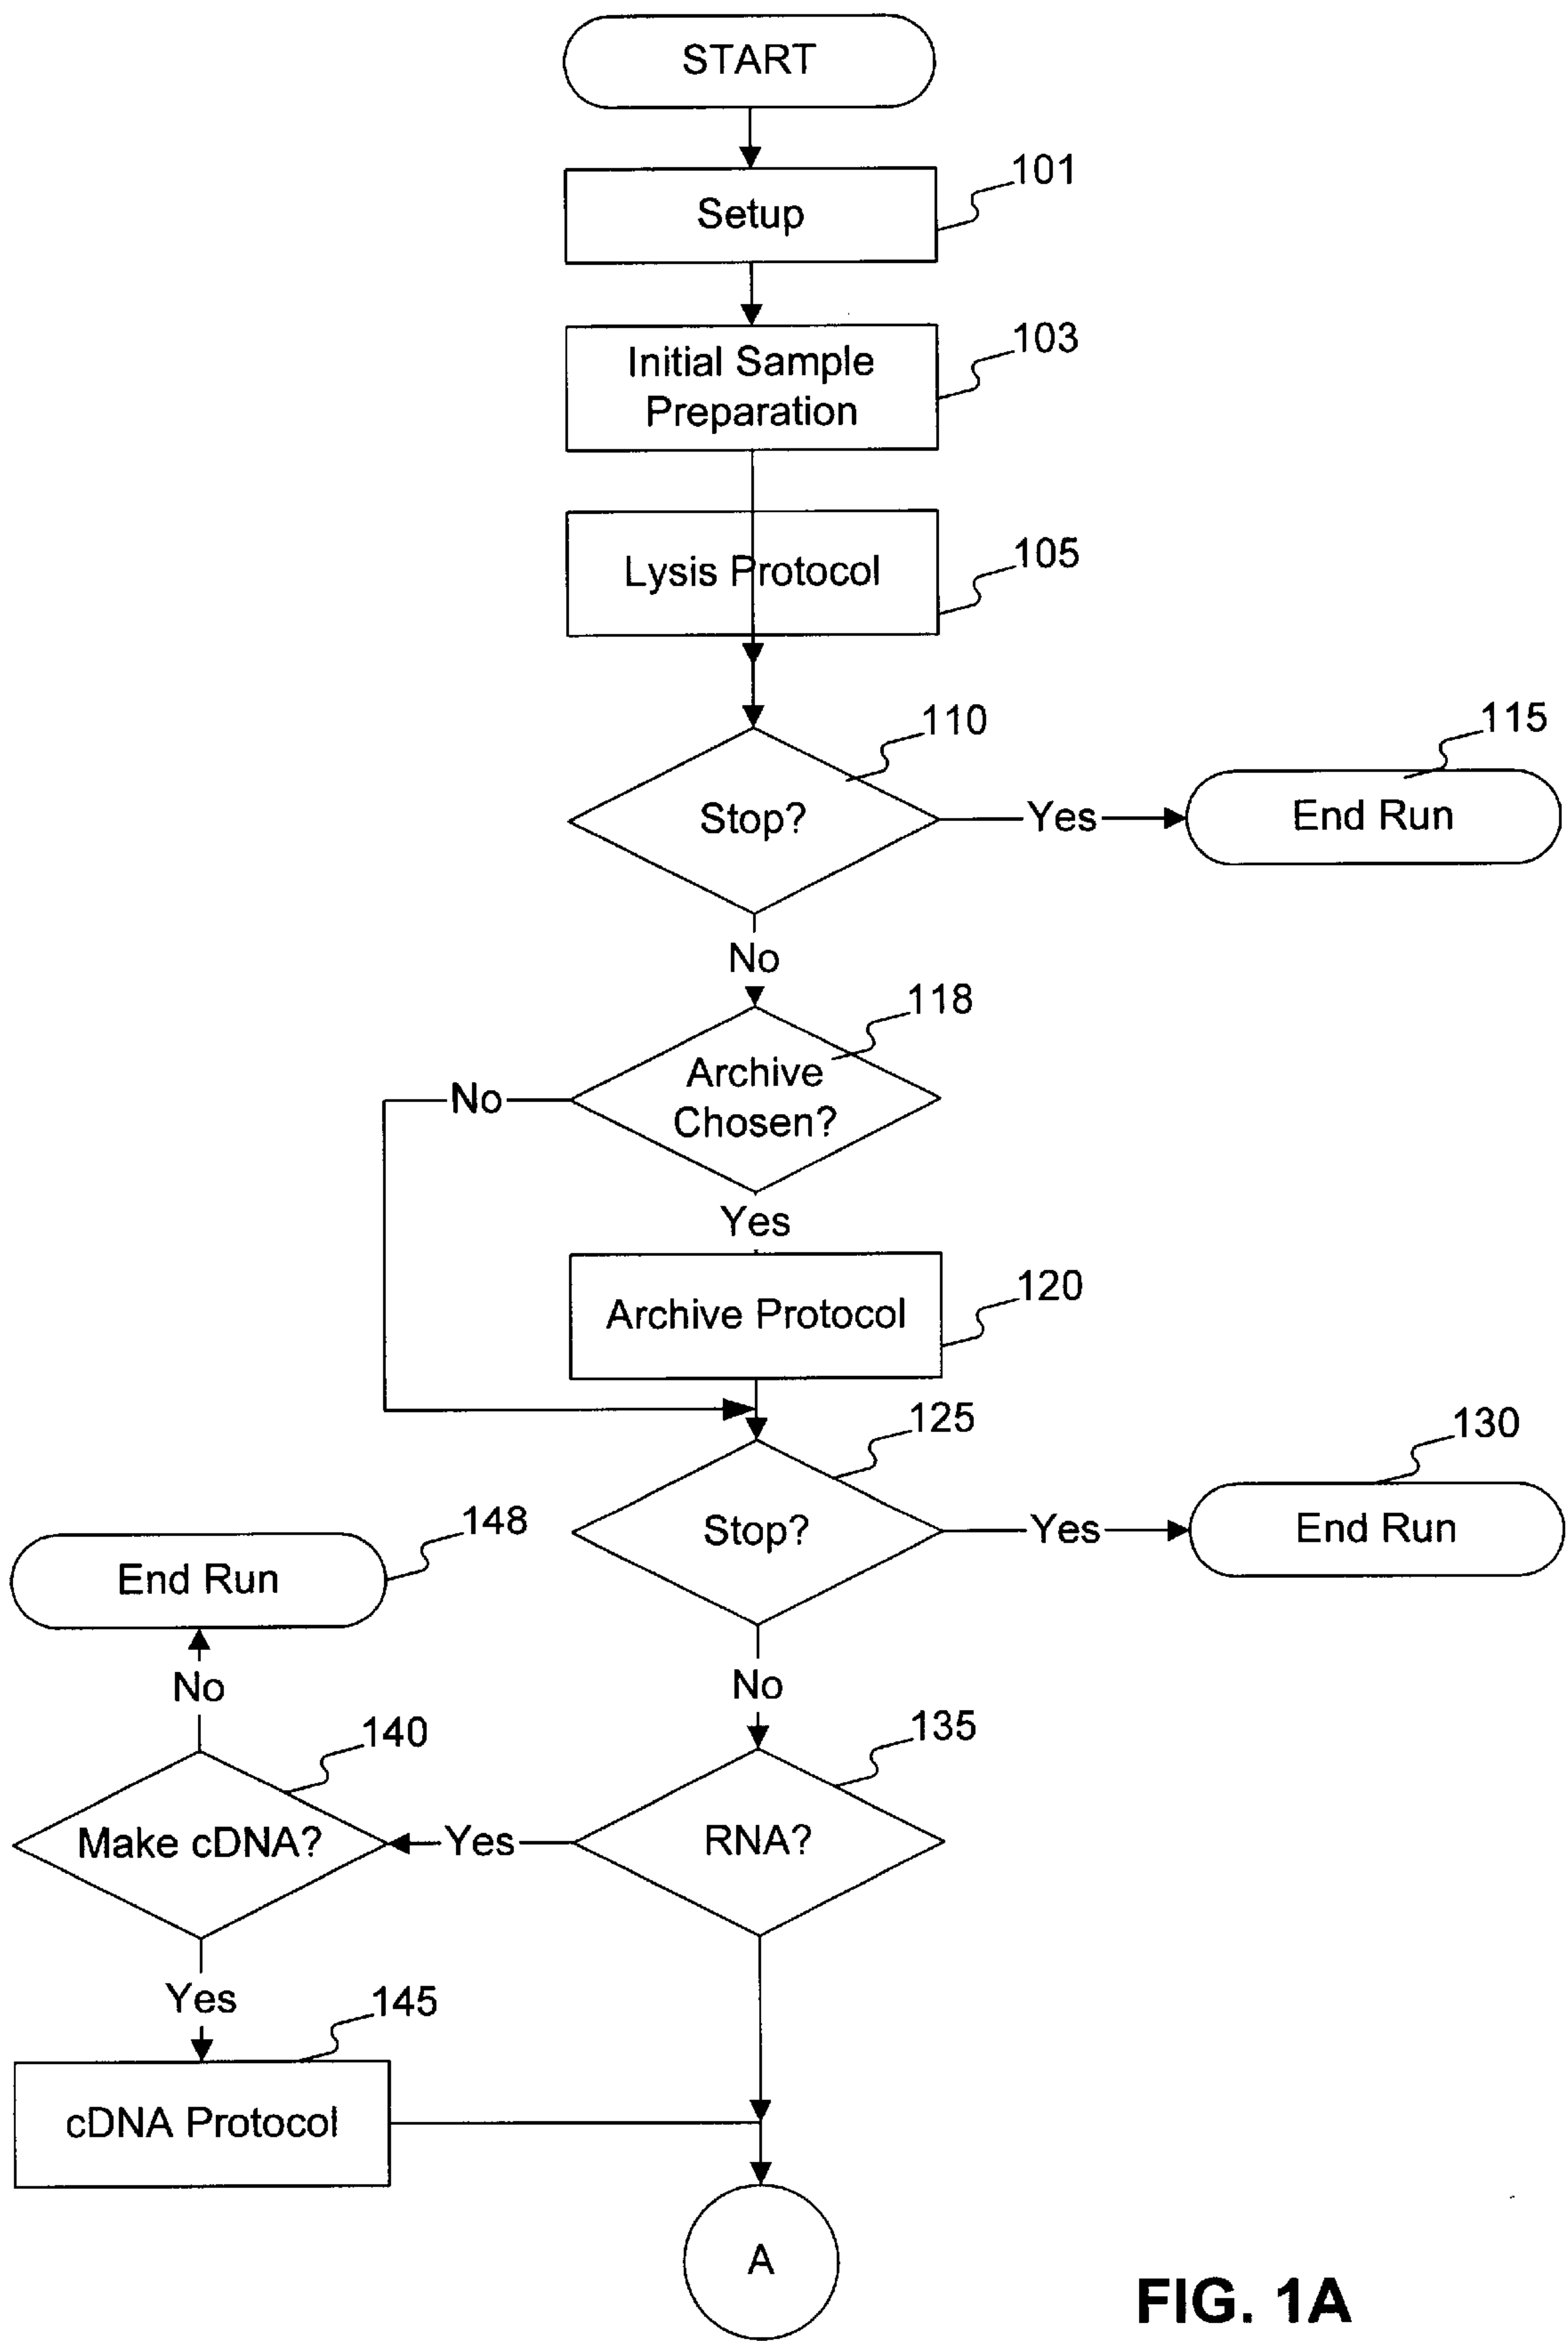 START
101
Setup
103
Initial Sample
Preparation
105
Lysis Protocol
110
115
Stop?
Yes
End Run
No
118
Archive
Chosen?
No
Yes
120
Archive Protocol
125
130
Stop?
Yes
End Run
148
End Run
No
No
140
135
Make cDNA?
Yes
RNA?
Yes
145
cDNA Protocol
A
FIG. 1A